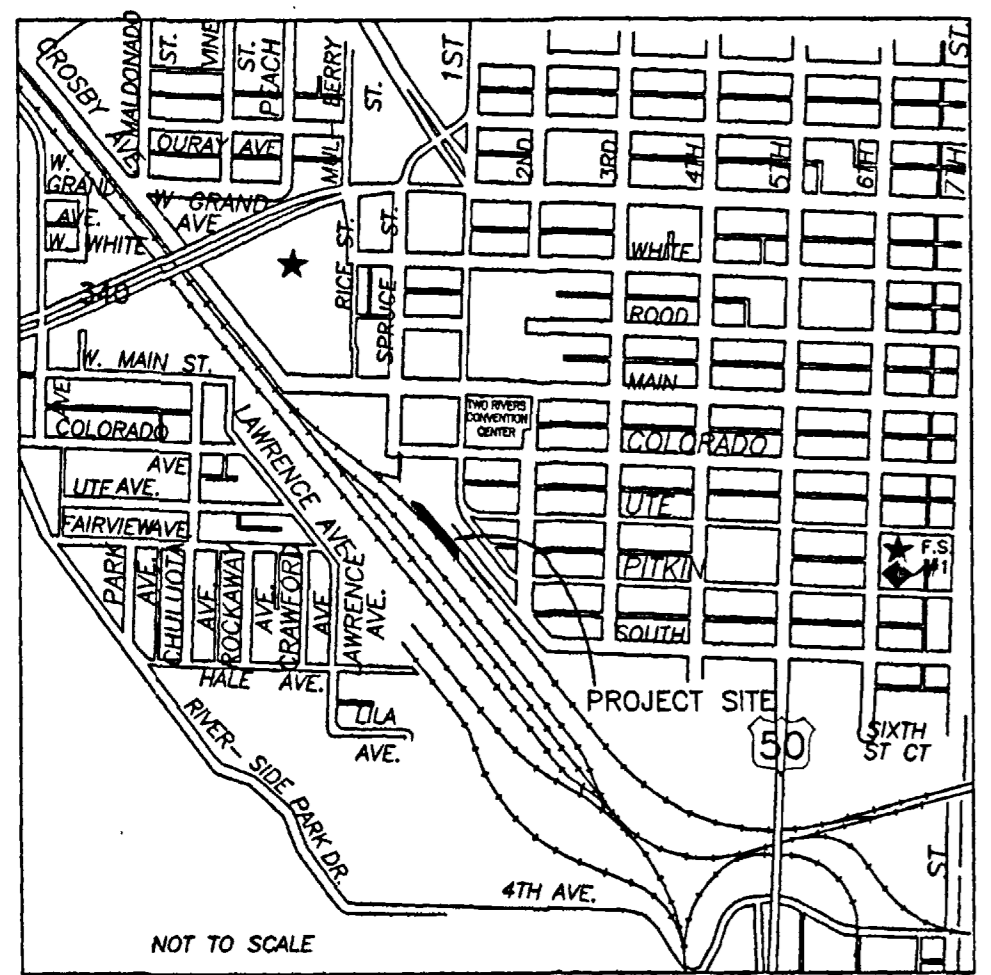 CROSBY AVE.
MALDONADO
ST.
VINE
ST.
PEACH
MULBERRY
ST.
1ST
ST
OURAY AVE
2ND
3RD
4TH
5TH
6TH
7TH
W.
GRAND
AVE.
W. WHITE
W GRAND
AVE
RICE ST.
ST.
SPRUCE
WHITE
340
ROOD
W. MAIN ST.
MAIN
AVE
COLORADO
LAWRENCE AVE
TWO RIVERS
CONVENTION
CENTER
COLORADO
AVE
UTE AVE.
UTE
FAIRVIEW AVE
PITKIN
F.S.
#1
PARK
AVE.
CHULUOTA
AVE
ROCKAWAY
AVE.
CRAWFORD
AVE
LAWRENCE
AVE.
SOUTH
HALE AVE.
PROJECT SITE
LILA
AVE.
50
SIXTH
ST CT
RIVER-SIDE PARK DR.
ST
4TH AVE.
NOT TO SCALE